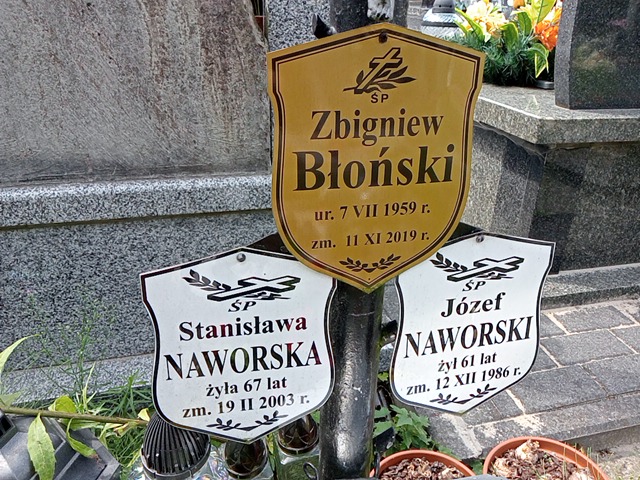 ŚP
Zbigniew
Błoński
ur. 7 VII 1959 r.
zm. 11 XI 2019 r.
ŚP
Stanisława
NAWORSKA
żyła 67 lat
zm. 19 II 2003 r.
ŚP
Józef
NAWORSKI
żył 61 lat
zm. 12 XII 1986 r.